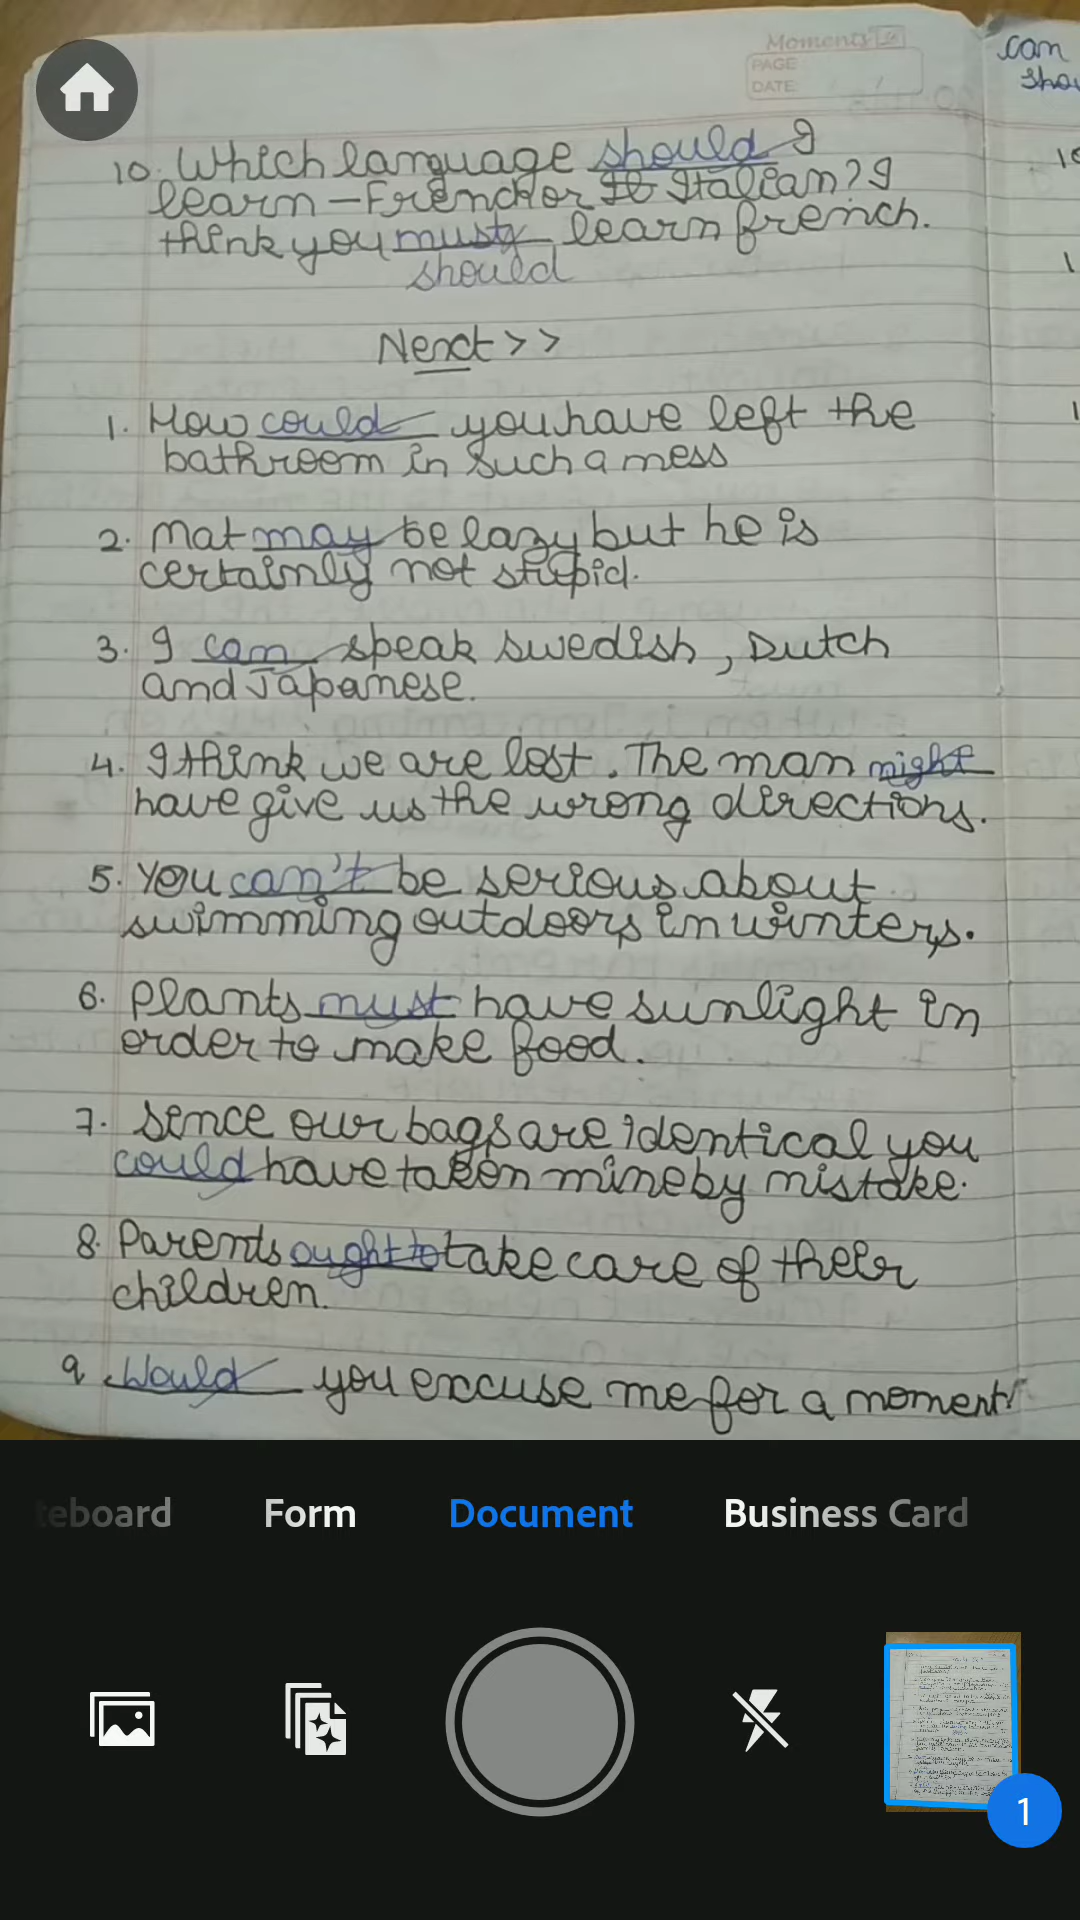 Moments
PAGE
DATE
can
10. Which language should I
learn - French or It Italian? I
think you must learn french.
should
Next >>
1. How could you have left the
bathroom in such a mess
2. Mat may be lazy but he is
certainly not stupid.
3. I can speak swedish, Dutch
and Japanese.
4. I think we are lost. The man might
have give us the wrong directions.
5. You can't be serious about
swimming outdoors in winters.
6. plants must have sunlight in
order to make food.
7. Sence our bags are identical you
could have taken mine by mistake.
8. Parents ought to take care of their
children.
9. Would you excuse me for a moment?
Form Document Business Card
1